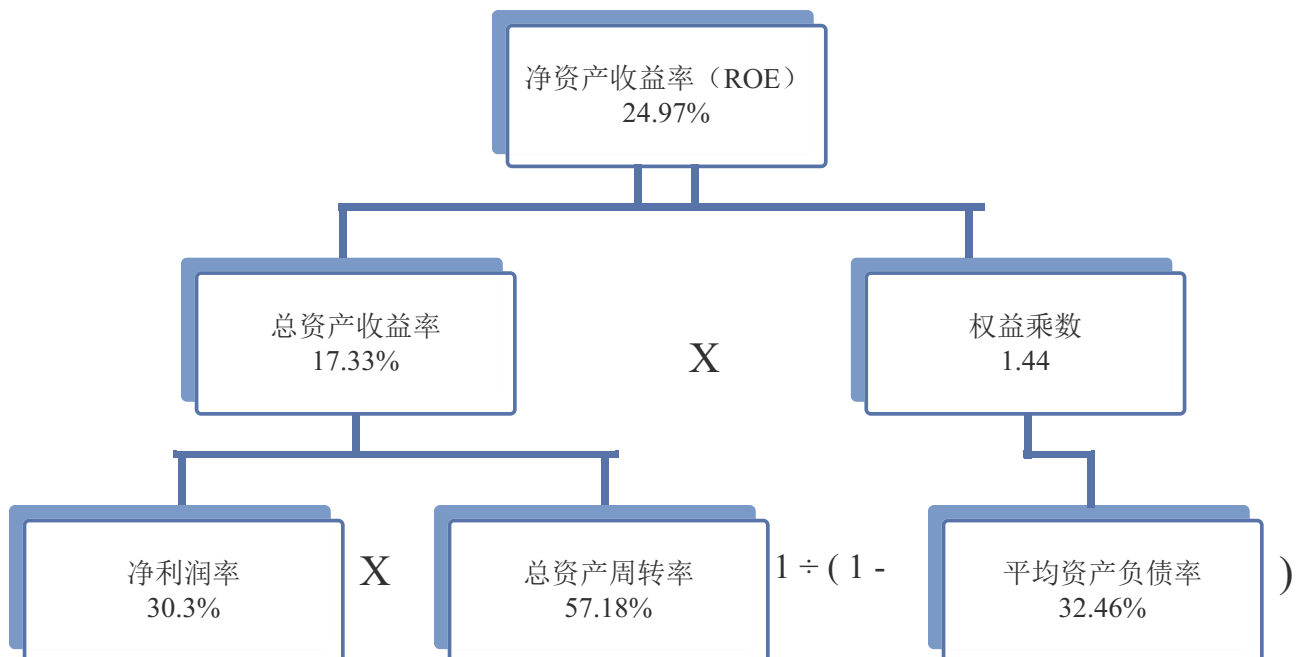 净资产收益率（ROE）
24.97%
总资产收益率
17.33%
X
权益乘数
1.44
净利润率
30.3%
X
总资产周转率
57.18%
1 ÷ ( 1 -
平均资产负债率
32.46%
)